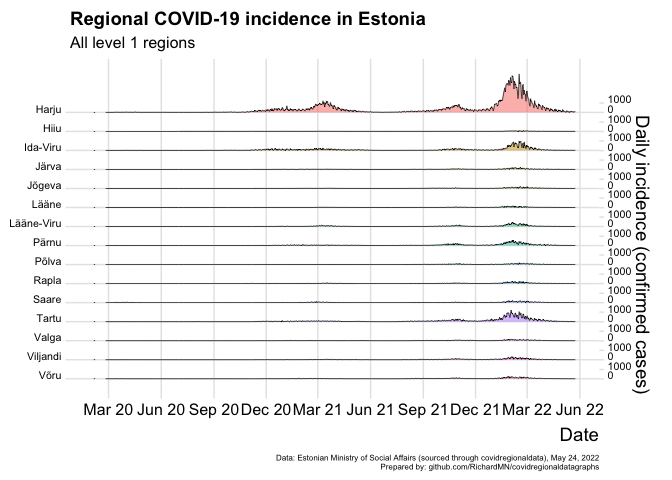 Regional COVID-19 incidence in Estonia
All level 1 regions
Harju
1000
0
Hiiu
1000
0
Ida-Viru
1000
0
Järva
1000
0
Jõgeva
1000
0
Lääne
1000
0
Lääne-Viru
1000
0
Pärnu
1000
0
Põlva
1000
0
Rapla
1000
0
Saare
1000
0
Tartu
1000
0
Valga
1000
0
Viljandi
1000
0
Võru
1000
0
Daily incidence (confirmed cases)
Mar 20 Jun 20 Sep 20 Dec 20 Mar 21 Jun 21 Sep 21 Dec 21 Mar 22 Jun 22
Date
Data: Estonian Ministry of Social Affairs (sourced through covidregionaldata), May 24, 2022
Prepared by: github.com/RichardMN/covidregionaldatagraphs